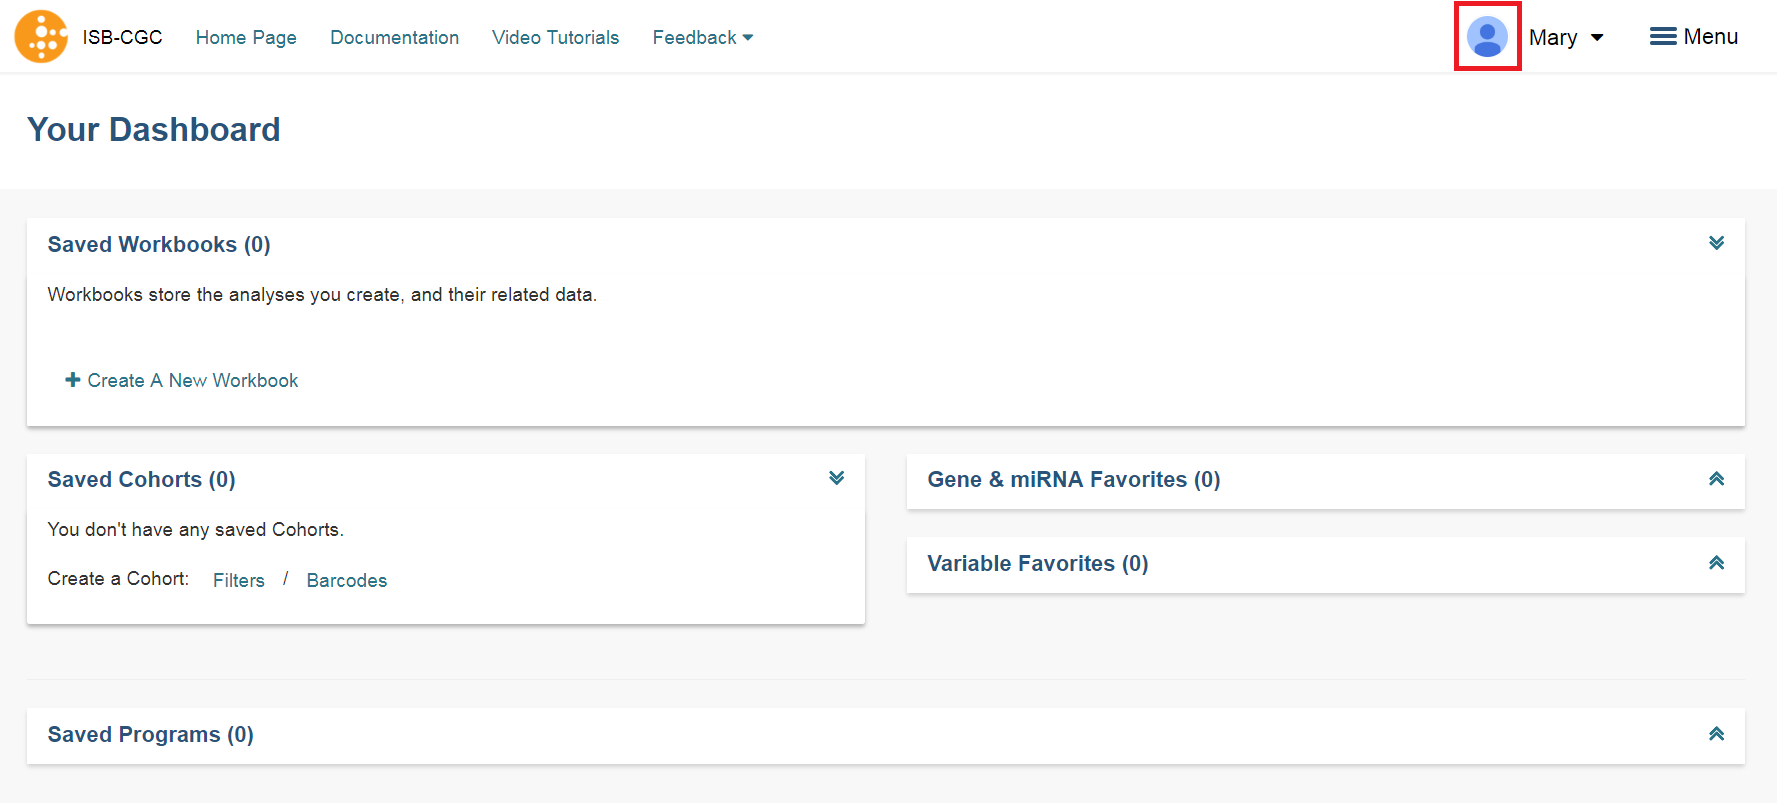 ISB-CGC Home Page Documentation Video Tutorials Feedback Mary Menu
Your Dashboard
Saved Workbooks (0)
Workbooks store the analyses you create, and their related data.
Create A New Workbook
Saved Cohorts (0)
You don't have any saved Cohorts.
Create a Cohort: Filters / Barcodes
Gene & miRNA Favorites (0)
Variable Favorites (0)
Saved Programs (0)